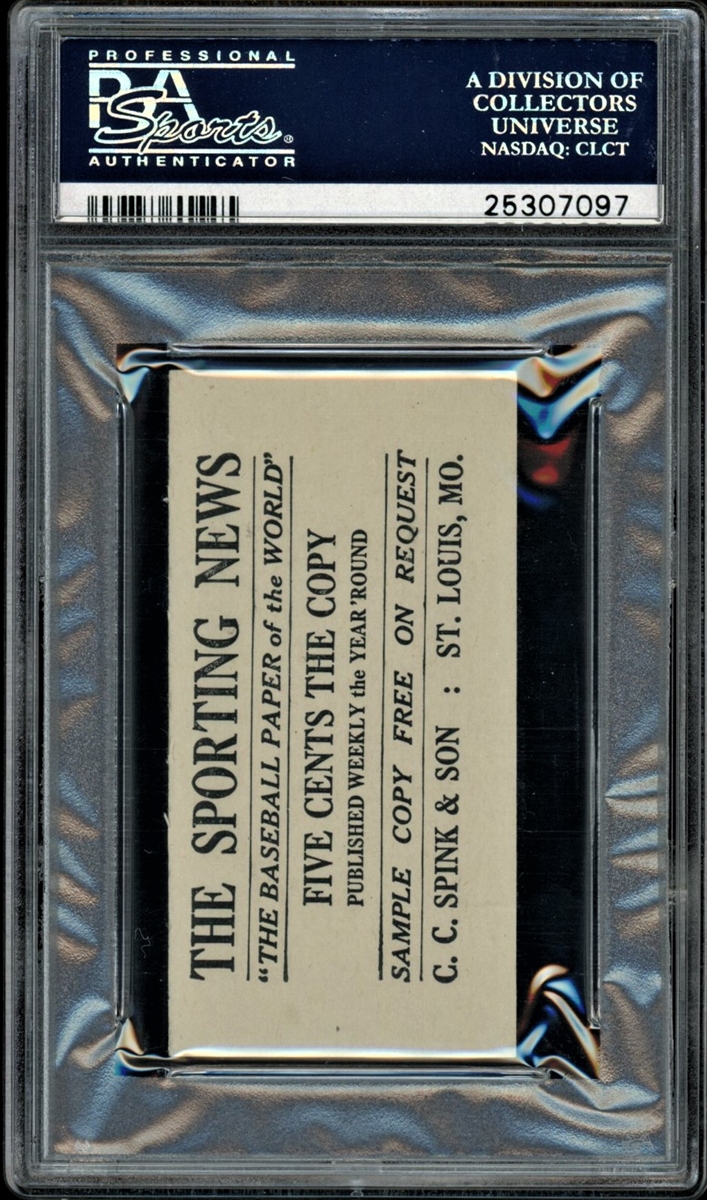 PROFESSIONAL
PSA
Sports®
AUTHENTICATOR
A DIVISION OF
COLLECTORS
UNIVERSE
NASDAQ: CLCT
25307097
THE SPORTING NEWS
"THE BASEBALL PAPER of the WORLD"
FIVE CENTS THE COPY
PUBLISHED WEEKLY the YEAR 'ROUND
SAMPLE COPY FREE ON REQUEST
C. C. SPINK & SON : ST. LOUIS, MO.